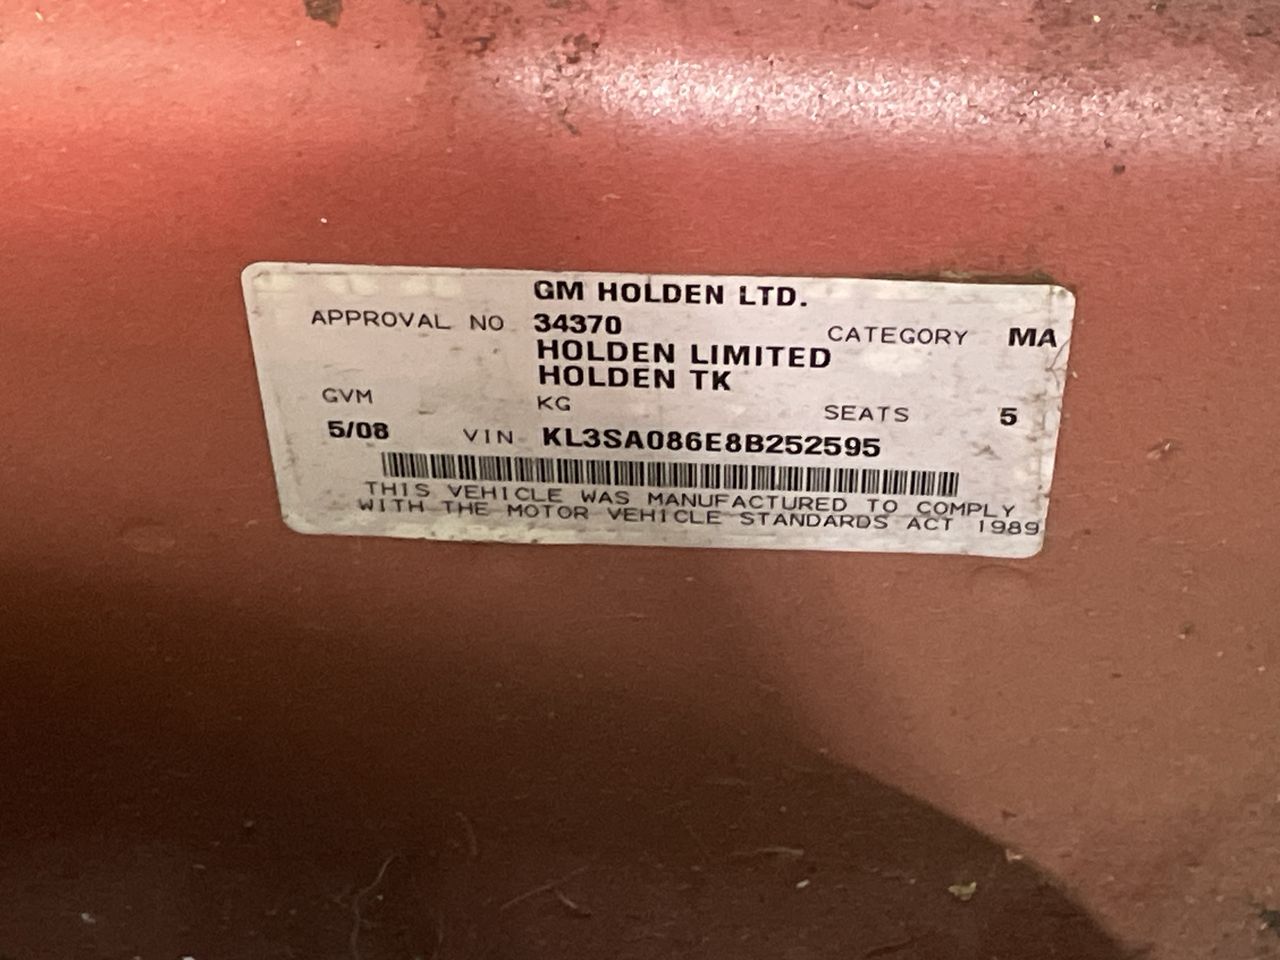 GM HOLDEN LTD.
APPROVAL NO 34370 CATEGORY MA
HOLDEN LIMITED
HOLDEN TK
GVM KG SEATS 5
5/08 VIN KL3SA086E8B252595
THIS VEHICLE WAS MANUFACTURED TO COMPLY
WITH THE MOTOR VEHICLE STANDARDS ACT 1989